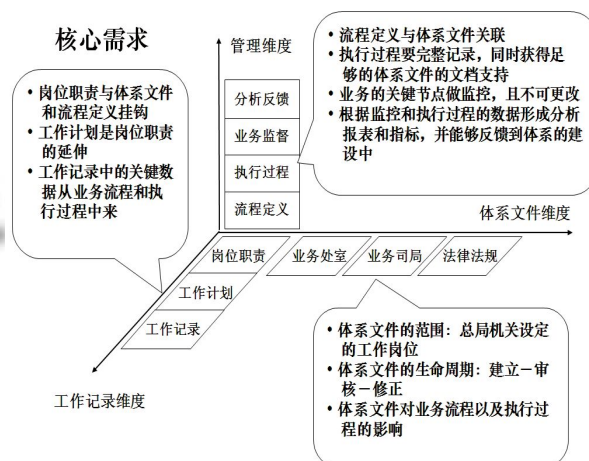 核心需求
管理维度
• 流程定义与体系文件关联
• 执行过程要完整记录，同时获得足
够的体系文件的文档支持
• 业务的关键节点做监控，且不可更改
• 根据监控和执行过程的数据形成分析
报表和指标，并能够反馈到体系的建
设中
• 岗位职责与体系文件
和流程定义挂钩
• 工作计划是岗位职责
的延伸
• 工作记录中的关键数
据从业务流程和执
行过程中来
分析反馈
业务监督
执行过程
流程定义
体系文件维度
岗位职责
业务处室
业务司局
法律法规
工作计划
工作记录
工作记录维度
• 体系文件的范围：总局机关设定
的工作岗位
• 体系文件的生命周期：建立－审
核－修正
• 体系文件对业务流程以及执行过
程的影响